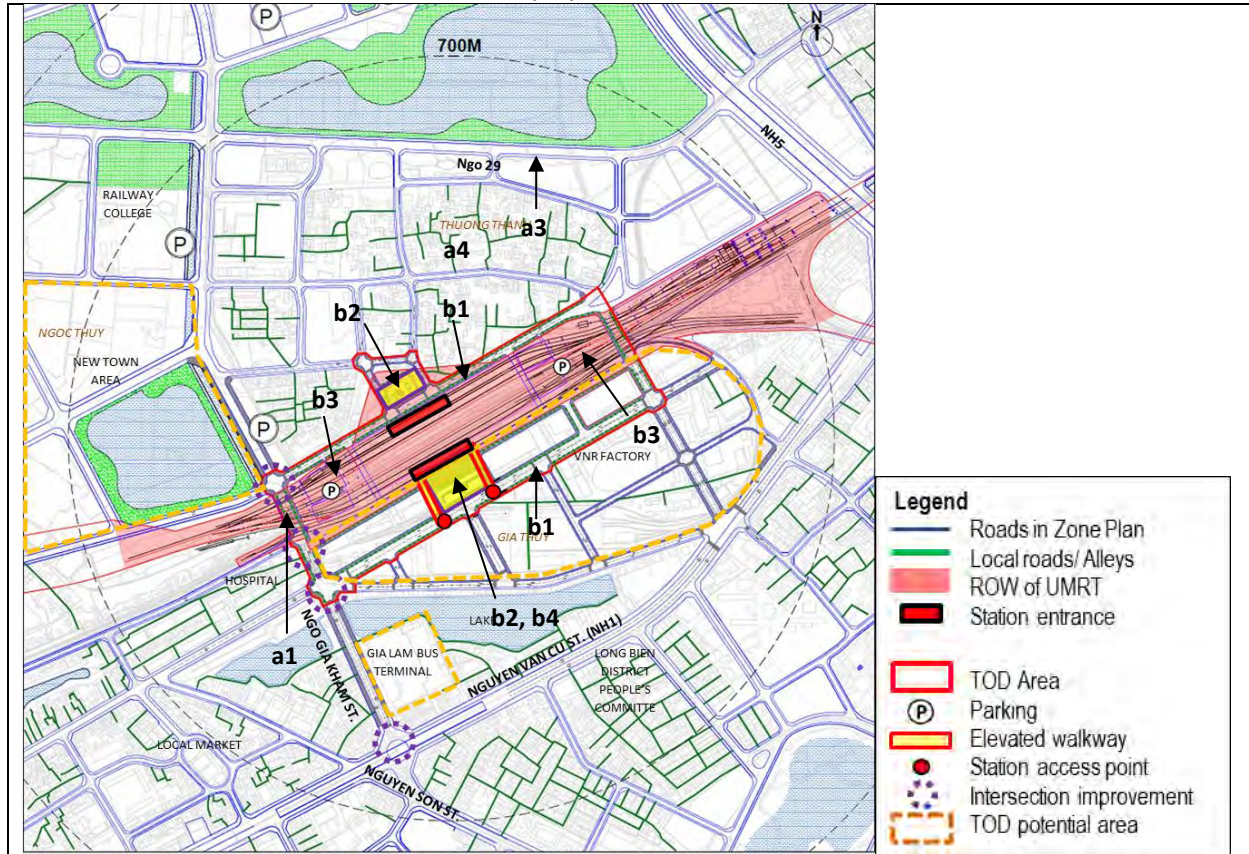 P
N
700M
NH5
Ngo 29
RAILWAY
COLLEGE
THUONG THANH
a3
a4
P
b2
b1
NGOC THUY
NEW TOWN
AREA
b3
P
P
b3
VNR FACTORY
P
b1
GIA THUY
HOSPITAL
b2, b4
LAKE
a1
NGO GIA KHAM ST.
GIA LAM BUS
TERMINAL
NGUYEN VAN CU ST. (NH1)
LONG BIEN
DISTRICT
PEOPLE'S
COMMITTE
LOCAL MARKET
NGUYEN SON ST.
Legend
Roads in Zone Plan
Local roads/ Alleys
ROW of UMRT
Station entrance
TOD Area
P Parking
Elevated walkway
Station access point
Intersection improvement
TOD potential area